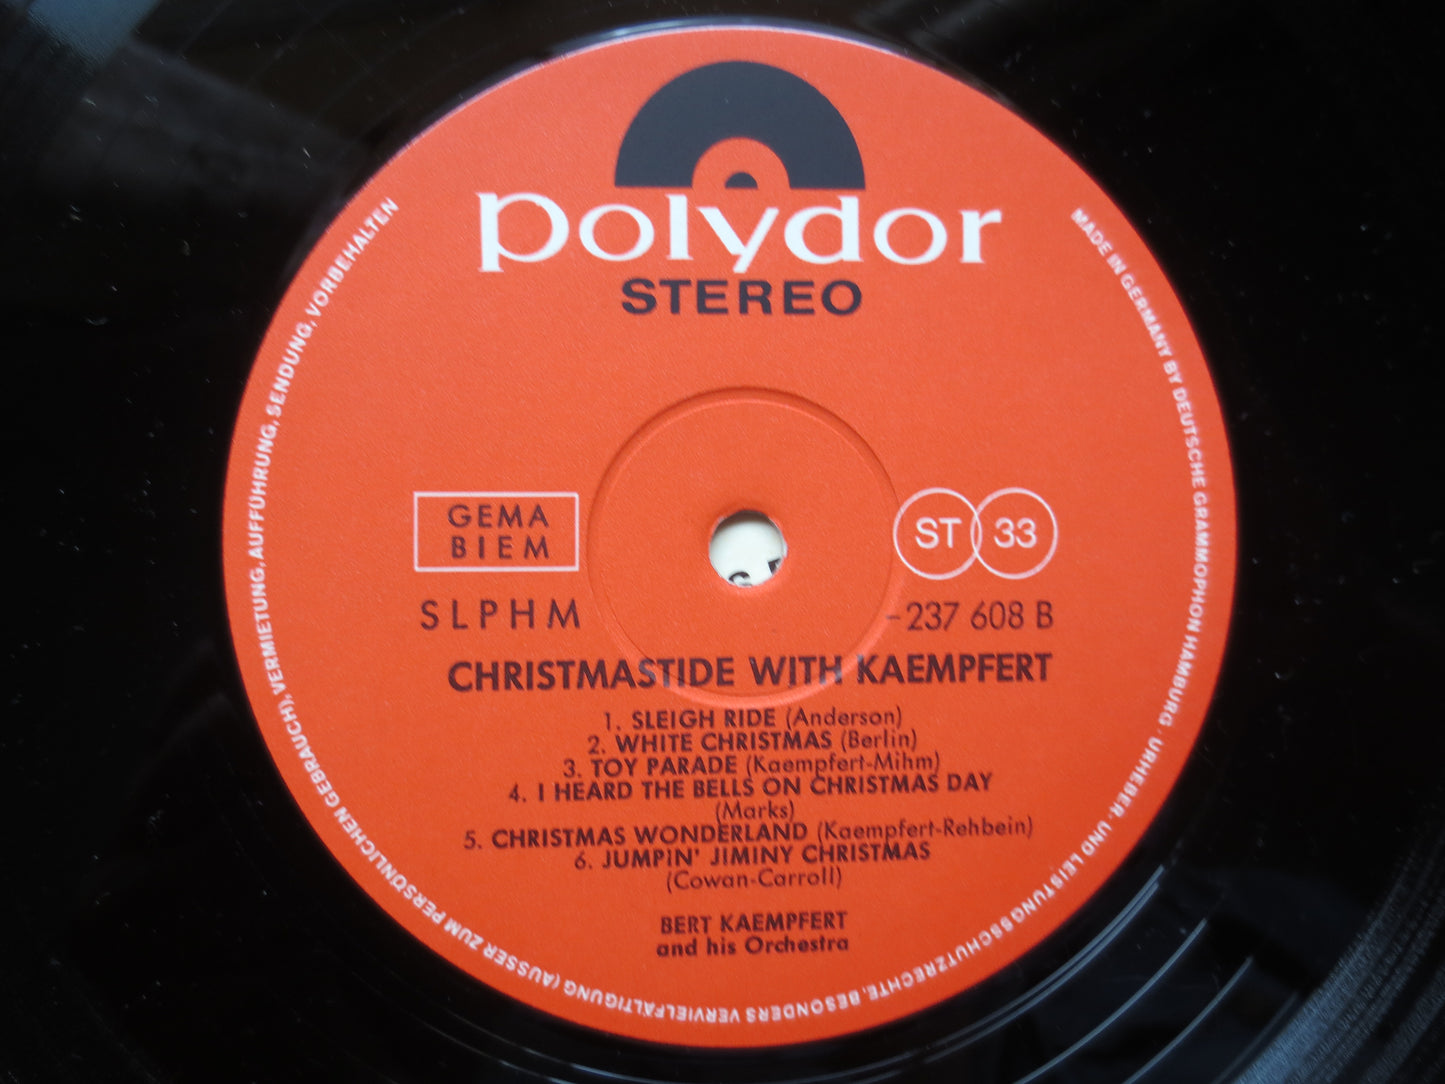 polydor
STEREO
GEMA
BIEM
ST 33
SLPHM
-237 608 B
CHRISTMASTIDE WITH KAEMPFERT
1. SLEIGH RIDE (Anderson)
2. WHITE CHRISTMAS (Berlin)
3. TOY PARADE (Kaempfert-Mihm)
4. I HEARD THE BELLS ON CHRISTMAS DAY
(Marks)
5. CHRISTMAS WONDERLAND (Kaempfert-Rehbein)
6. JUMPIN' JIMINY CHRISTMAS
(Cowan-Carroll)
BERT KAEMPFERT
and his Orchestra
MADE IN GERMANY BY DEUTSCHE GRAMMOPHON HAMBURG · URHEBER- UND LEISTUNGSSCHUTZRECHTE, BESONDERS VERVIELFÄLTIGUNG (AUSSER ZUM PERSÖNLICHEN GEBRAUCH), VERMIETUNG, AUFFÜHRUNG, SENDUNG, VORBEHALTEN